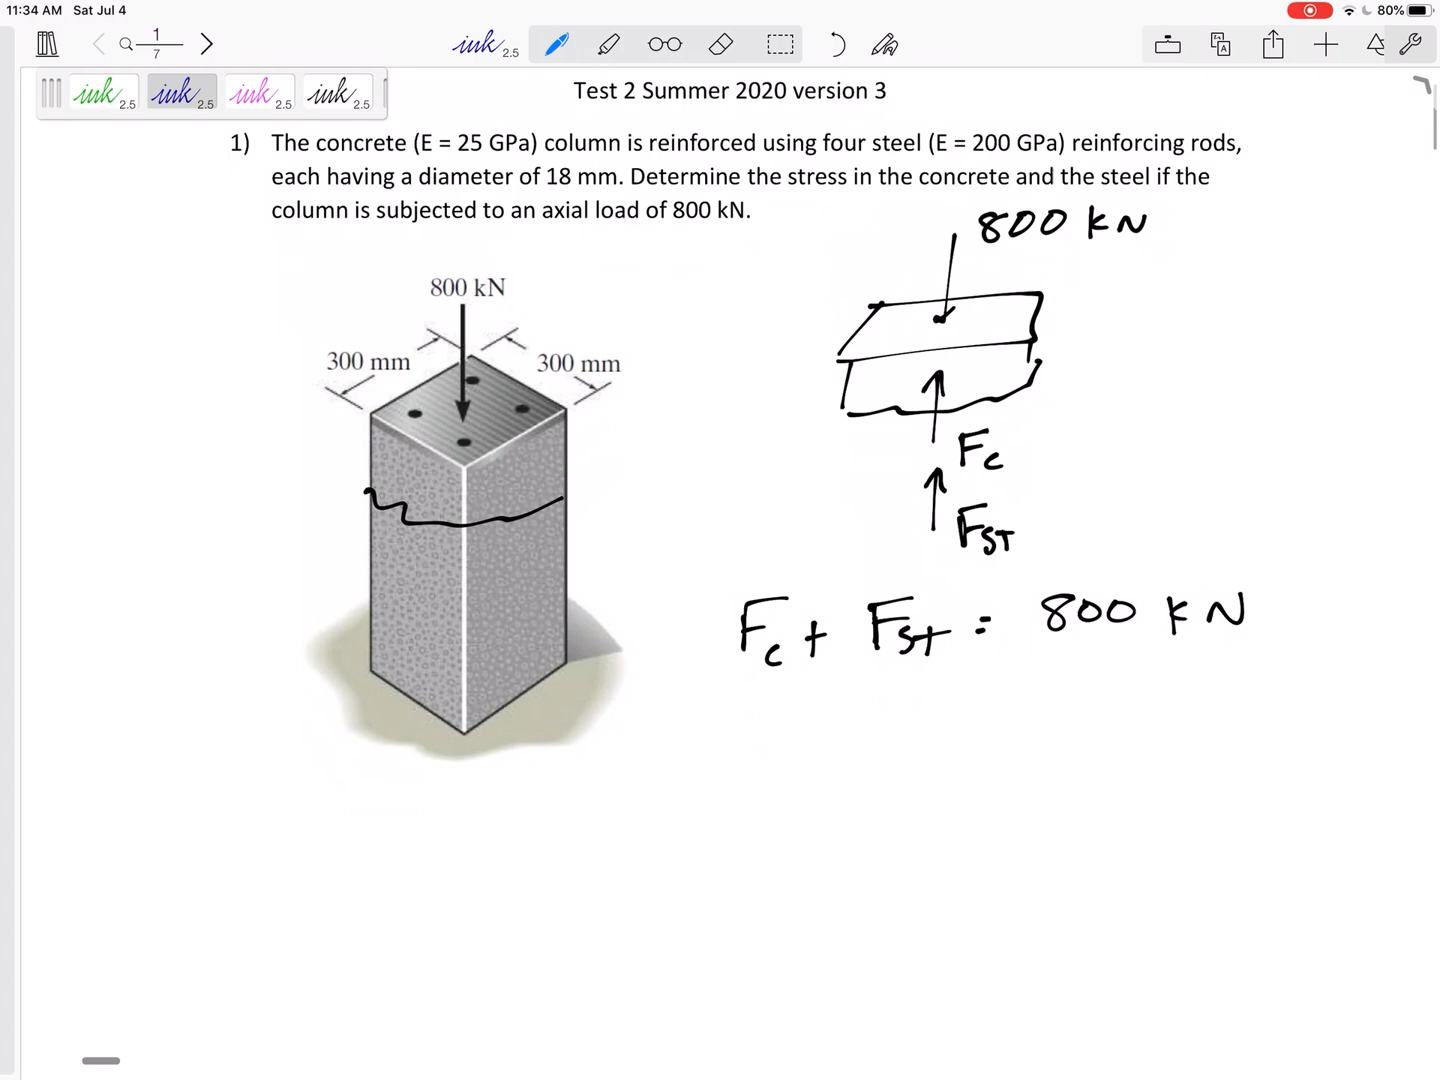 11:34 AM Sat Jul 4
80%
1
7
ink 2.5
ink 2.5
ink 2.5
ink 2.5
ink 2.5
Test 2 Summer 2020 version 3
1) The concrete (E = 25 GPa) column is reinforced using four steel (E = 200 GPa) reinforcing rods,
each having a diameter of 18 mm. Determine the stress in the concrete and the steel if the
column is subjected to an axial load of 800 kN.
800 kN
800 kN
300 mm
300 mm
Fc
FST
Fc + FST = 800 kN